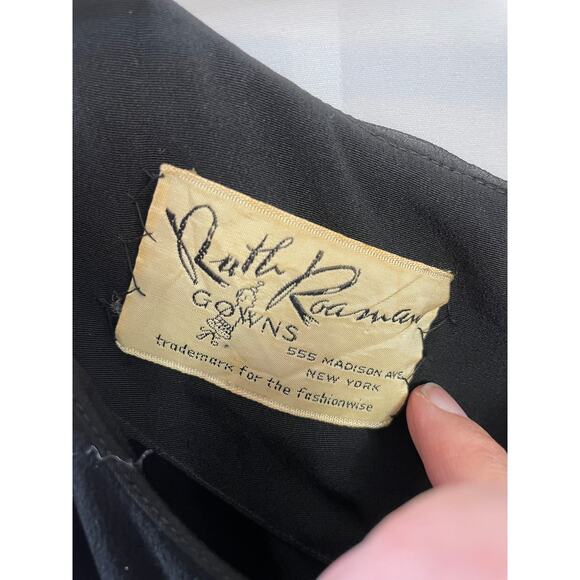 Ruth Roaman
GOWNS
555 MADISON AVE
NEW YORK
trademark for the fashionwise